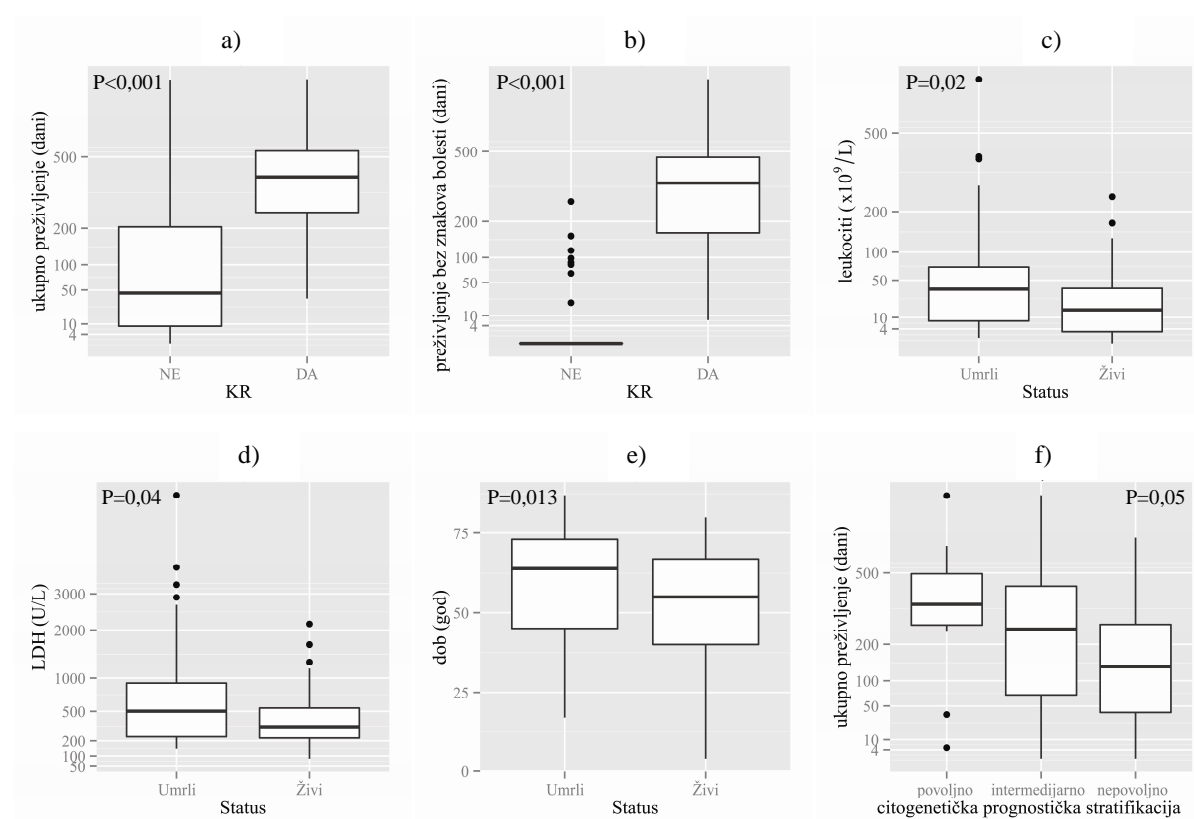 a)
P<0,001
ukupno preživljenje (dani)
500
200
100
50
10
4
NE
DA
KR
b)
P<0,001
preživljenje bez znakova bolesti (dani)
500
200
100
50
10
4
NE
DA
KR
c)
P=0,02
leukociti ( x10⁹/L)
500
200
100
50
10
4
Umrli
Živi
Status
d)
P=0,04
LDH (U/L)
3000
2000
1000
500
200
100
50
Umrli
Živi
Status
e)
P=0,013
dob (god)
75
50
25
0
Umrli
Živi
Status
f)
P=0,05
ukupno preživljenje (dani)
500
200
100
50
10
4
povoljno
intermedijarno
nepovoljno
citogenetička prognostička stratifikacija